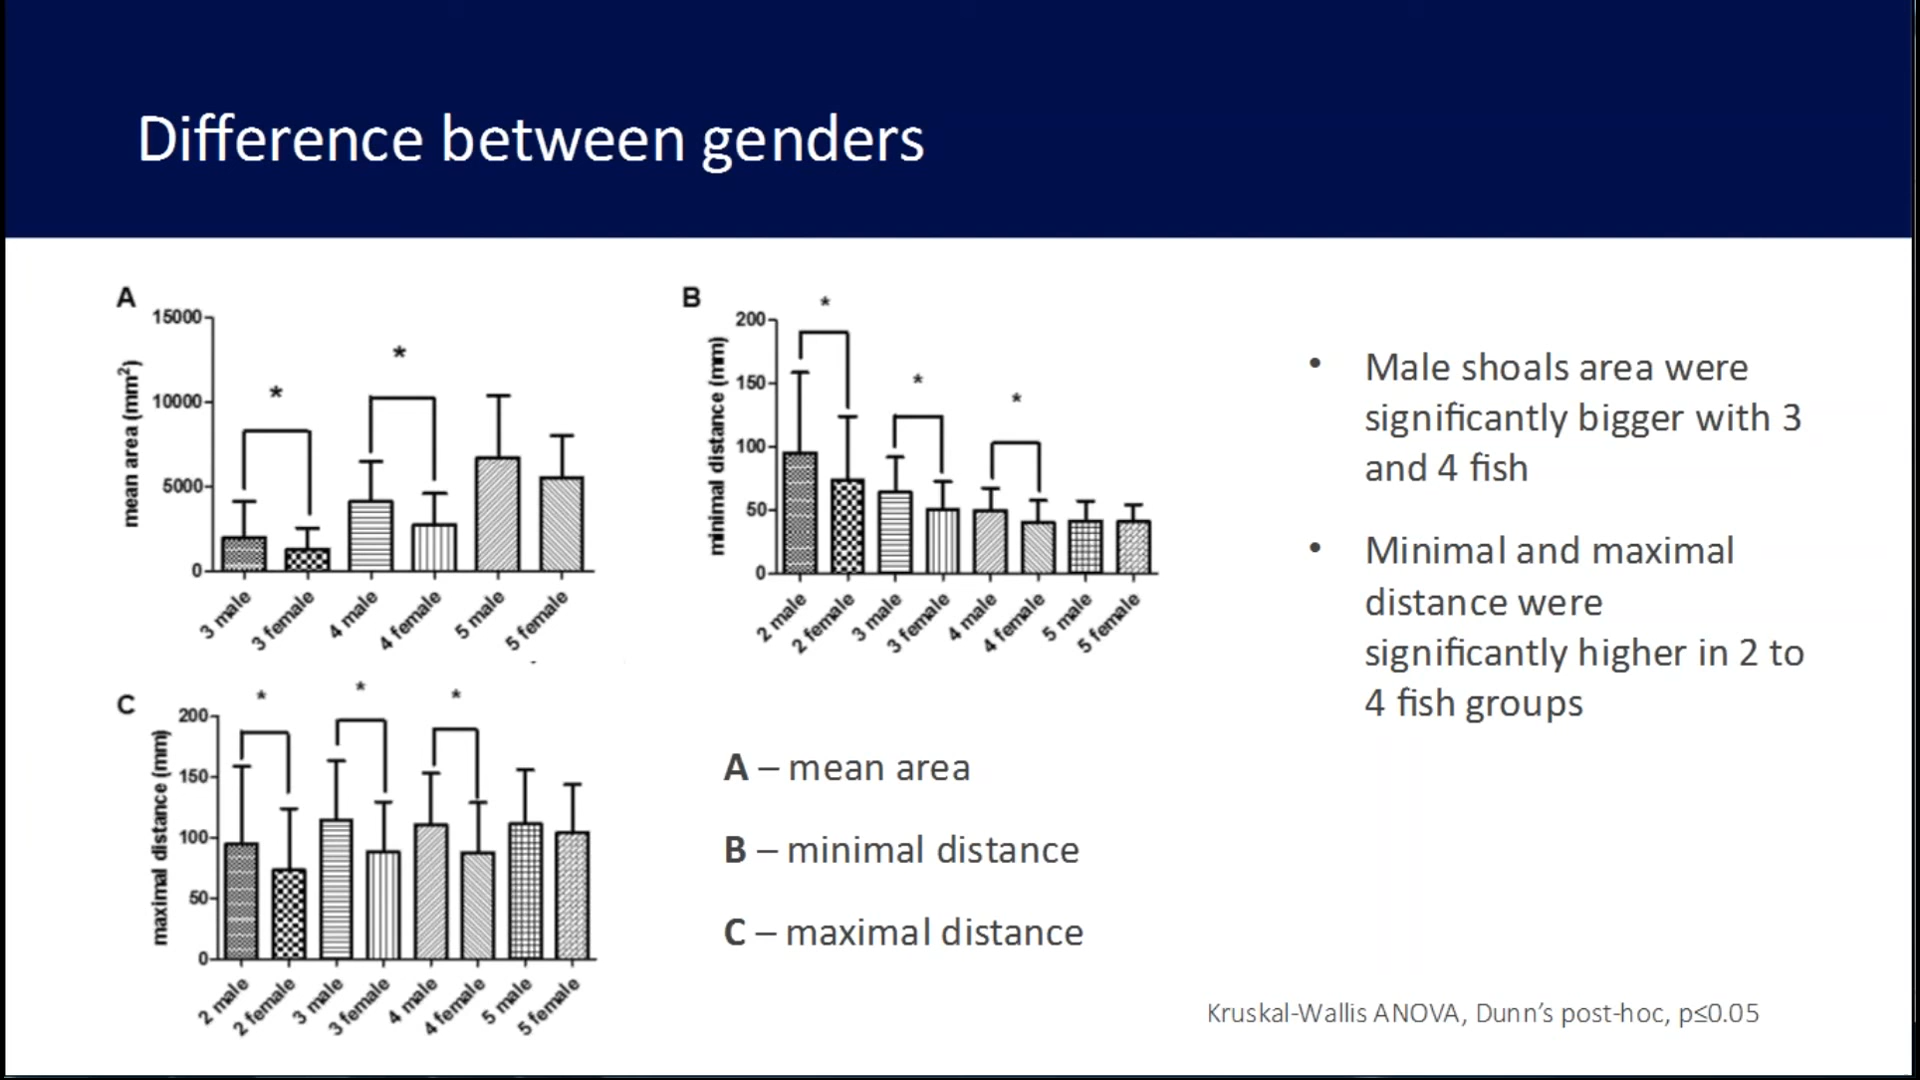 Difference between genders
A
15000
10000
5000
0
mean area (mm²)
*
*
3 male
3 female
4 male
4 female
5 male
5 female
B
200
150
100
50
0
minimal distance (mm)
*
*
*
2 male
2 female
3 male
3 female
4 male
4 female
5 male
5 female
C
200
150
100
50
0
maximal distance (mm)
*
*
*
2 male
2 female
3 male
3 female
4 male
4 female
5 male
5 female
A – mean area
B – minimal distance
C – maximal distance
• Male shoals area were
significantly bigger with 3
and 4 fish
• Minimal and maximal
distance were
significantly higher in 2 to
4 fish groups
Kruskal-Wallis ANOVA, Dunn’s post-hoc, p≤0.05